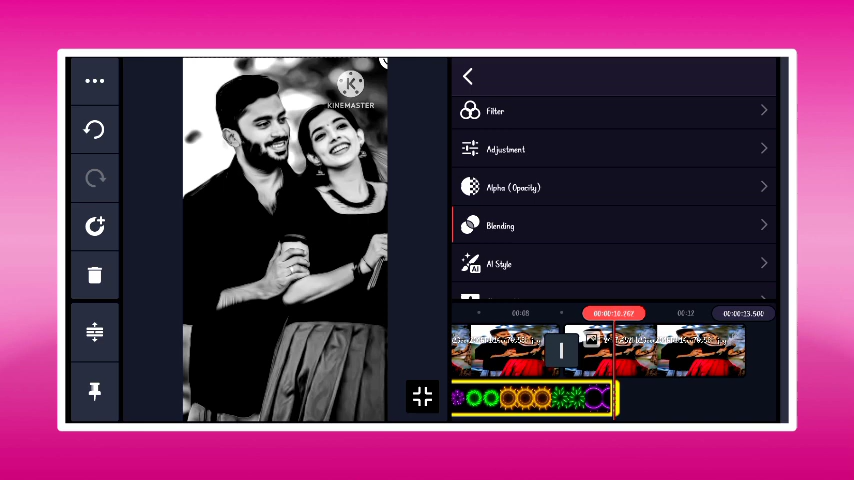 KINEMASTER
Filter
Adjustment
Alpha (Opacity)
Blending
AI Style
00:08
00:00:10.202
00:12
00:00:13.500